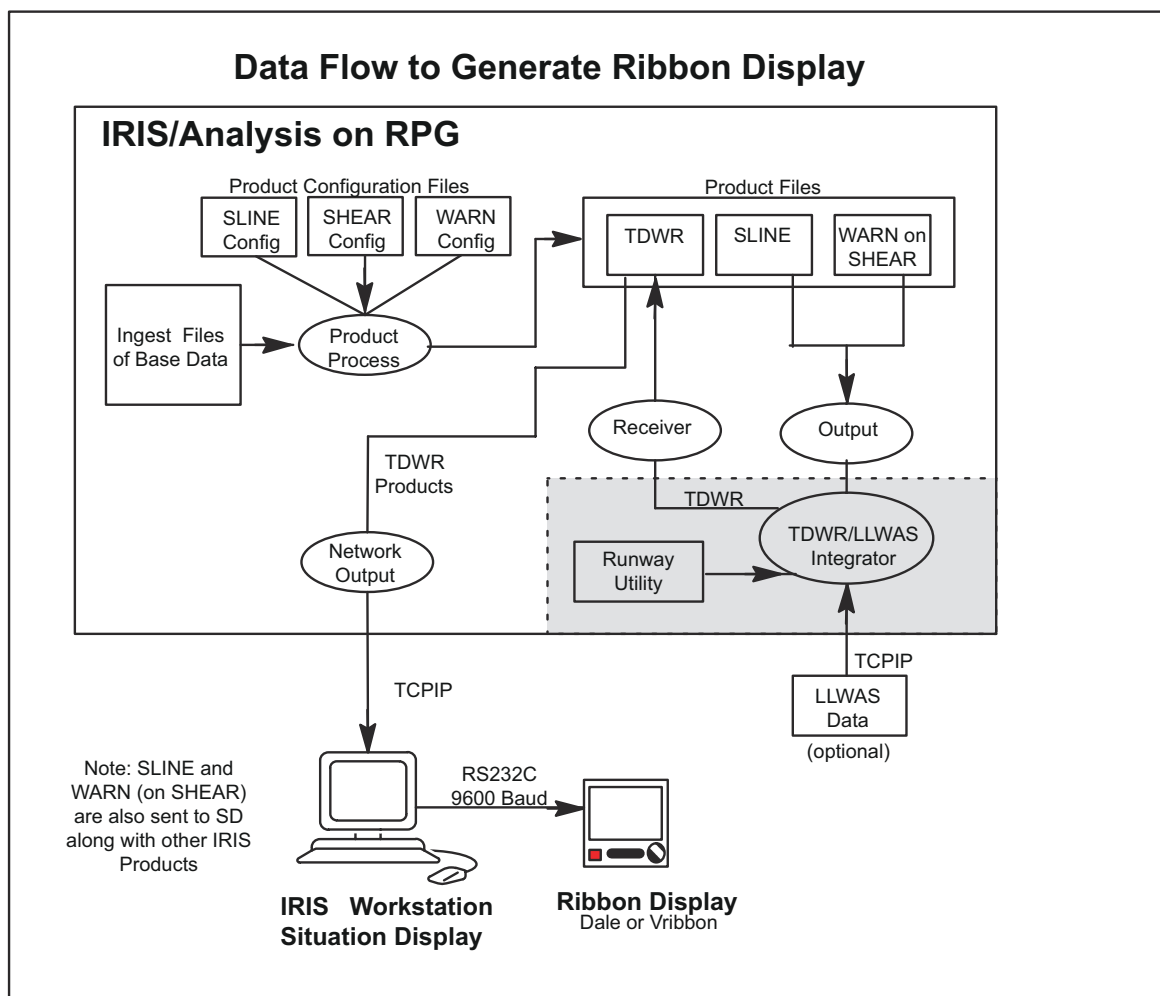 Data Flow to Generate Ribbon Display
IRIS/Analysis on RPG
Product Configuration Files
SLINE
Config
SHEAR
Config
WARN
Config
Product Files
TDWR
SLINE
WARN on
SHEAR
Ingest Files
of Base Data
Product
Process
Receiver
Output
TDWR
Products
TDWR
TDWR/LLWAS
Integrator
Network
Output
Runway
Utility
TCPIP
TCPIP
LLWAS
Data
(optional)
Note: SLINE and
WARN (on SHEAR)
are also sent to SD
along with other IRIS
Products
RS232C
9600 Baud
IRIS Workstation
Situation Display
Ribbon Display
Dale or Vribbon